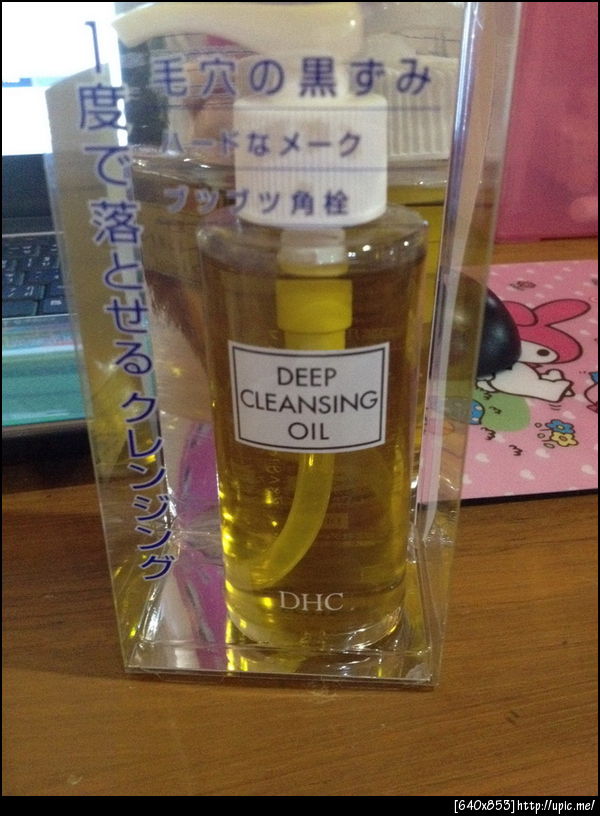 1度で落とせるクレンジング
毛穴の黒ずみ
ハードなメーク
ブツブツ角栓
DEEP
CLEANSING
OIL
DHC
[640x853]http://upic.me/